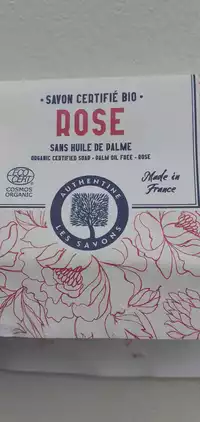 • SAVON CERTIFIÉ BIO •
ROSE
SANS HUILE DE PALME
ORGANIC CERTIFIED SOAP - PALM OIL FREE - ROSE
ECO
CERT
COSMOS
ORGANIC
Made in
France
AUTHENTINE
LES SAVONS